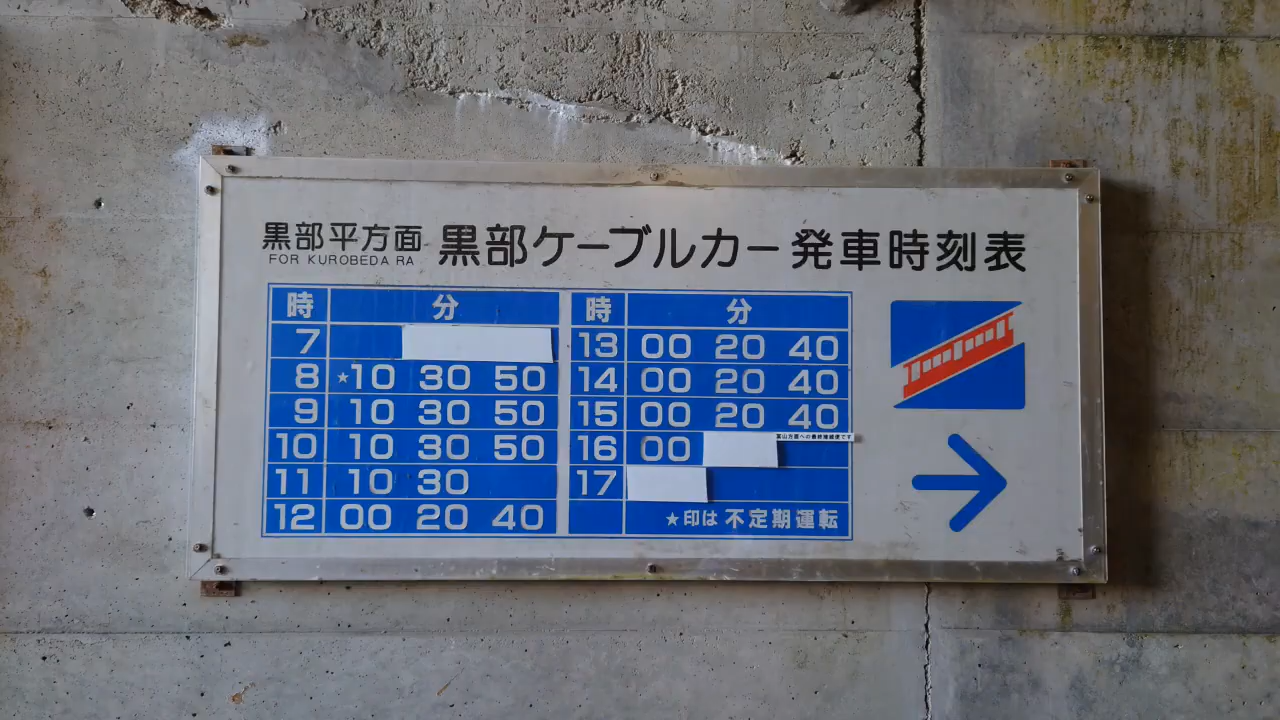 黒部平方面 黒部ケーブルカー発車時刻表
FOR KUROBEDA RA
時 分 時 分
7 13 00 20 40
8 ★10 30 50 14 00 20 40
9 10 30 50 15 00 20 40
富山方面への最終接続便です
10 10 30 50 16 00
11 10 30 17
12 00 20 40 ★印は不定期運転